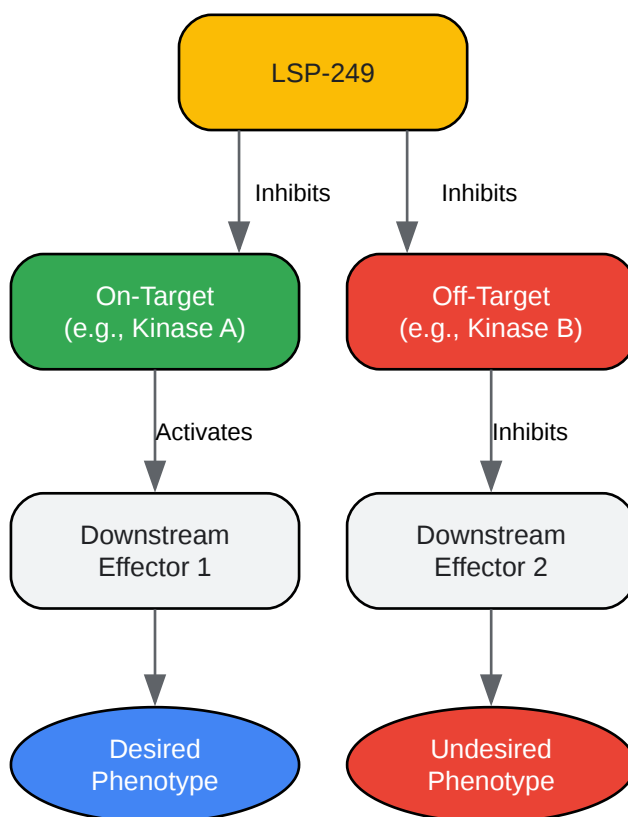 LSP-249
Inhibits
Inhibits
On-Target
(e.g., Kinase A)
Off-Target
(e.g., Kinase B)
Activates
Inhibits
Downstream
Effector 1
Downstream
Effector 2
Desired
Phenotype
Undesired
Phenotype